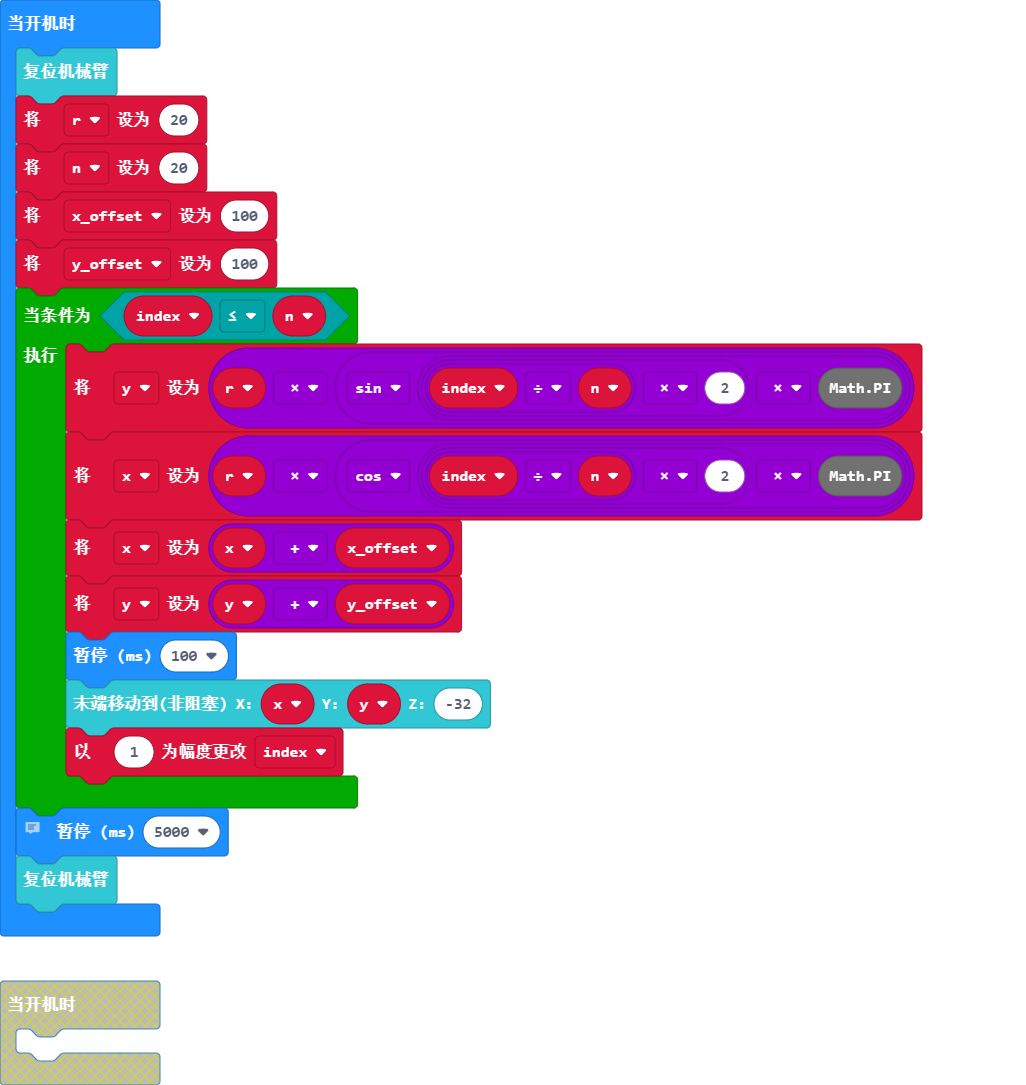 当开机时
复位机械臂
将 r 设为 20
将 n 设为 20
将 x_offset 设为 100
将 y_offset 设为 100
当条件为 index ≤ n
执行
将 y 设为 r × sin index ÷ n × 2 × Math.PI
将 x 设为 r × cos index ÷ n × 2 × Math.PI
将 x 设为 x + x_offset
将 y 设为 y + y_offset
暂停 (ms) 100
末端移动到(非阻塞) X: x Y: y Z: -32
以 1 为幅度更改 index
暂停 (ms) 5000
复位机械臂
当开机时